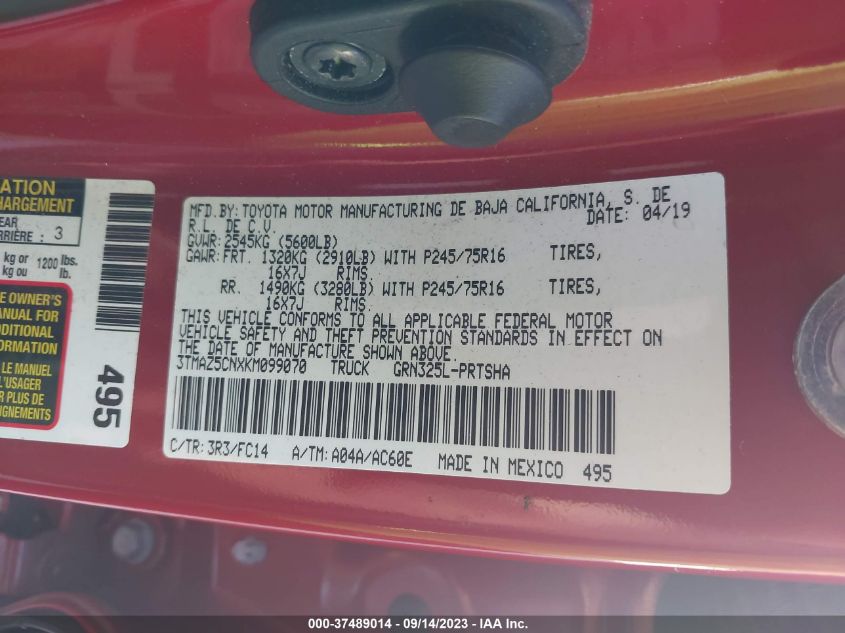 ATION
HARGEMENT
EAR
RRIÈRE : 3
kg or 1200 lbs.
kg ou lb.
E OWNER'S
ANUAL FOR
DDITIONAL
FORMATION
LE MANUEL
L'USAGER
R PLUS DE
IGNEMENTS
495
MFD.BY: TOYOTA MOTOR MANUFACTURING DE BAJA CALIFORNIA, S. DE
R.L. DE C.V. DATE: 04/19
GVWR: 2545KG (5600LB)
GAWR: FRT. 1320KG (2910LB) WITH P245/75R16 TIRES,
16X7J RIMS.
RR. 1490KG (3280LB) WITH P245/75R16 TIRES,
16X7J RIMS.
THIS VEHICLE CONFORMS TO ALL APPLICABLE FEDERAL MOTOR
VEHICLE SAFETY AND THEFT PREVENTION STANDARDS IN EFFECT ON
THE DATE OF MANUFACTURE SHOWN ABOVE.
3TMAZ5CNXKM099070 TRUCK GRN325L-PRTSHA
C/TR: 3R3/FC14 A/TM: A04A/AC60E MADE IN MEXICO 495
000-37489014 - 09/14/2023 - IAA Inc.